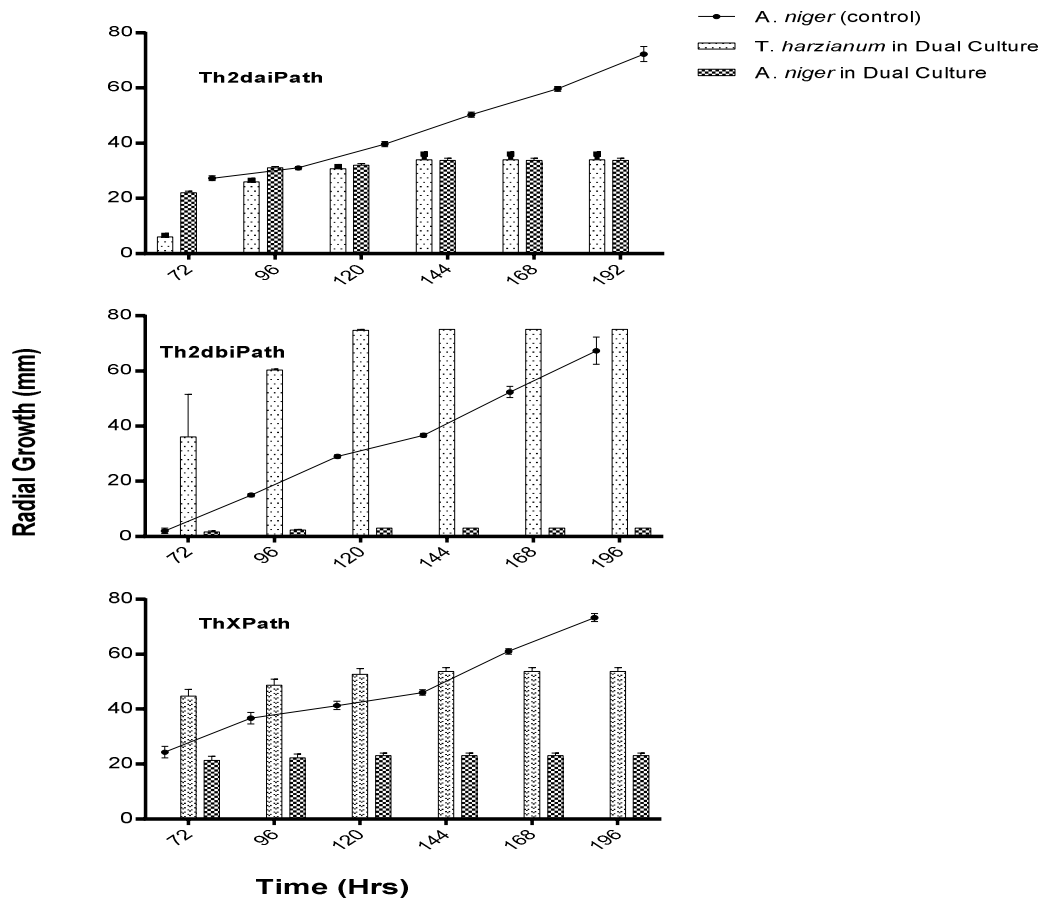 A. niger (control)
T. harzianum in Dual Culture
A. niger in Dual Culture
Th2daiPath
80
60
40
20
0
72 96 120 144 168 192
Th2dbiPath
80
60
40
20
0
72 96 120 144 168 196
ThXPath
80
60
40
20
0
72 96 120 144 168 196
Radial Growth (mm)
Time (Hrs)